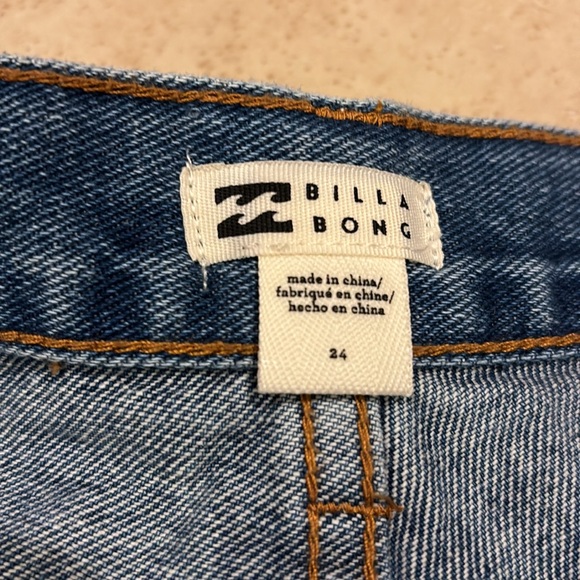 BILLA
BONG
made in china/
fabriqué en chine/
hecho en china
24